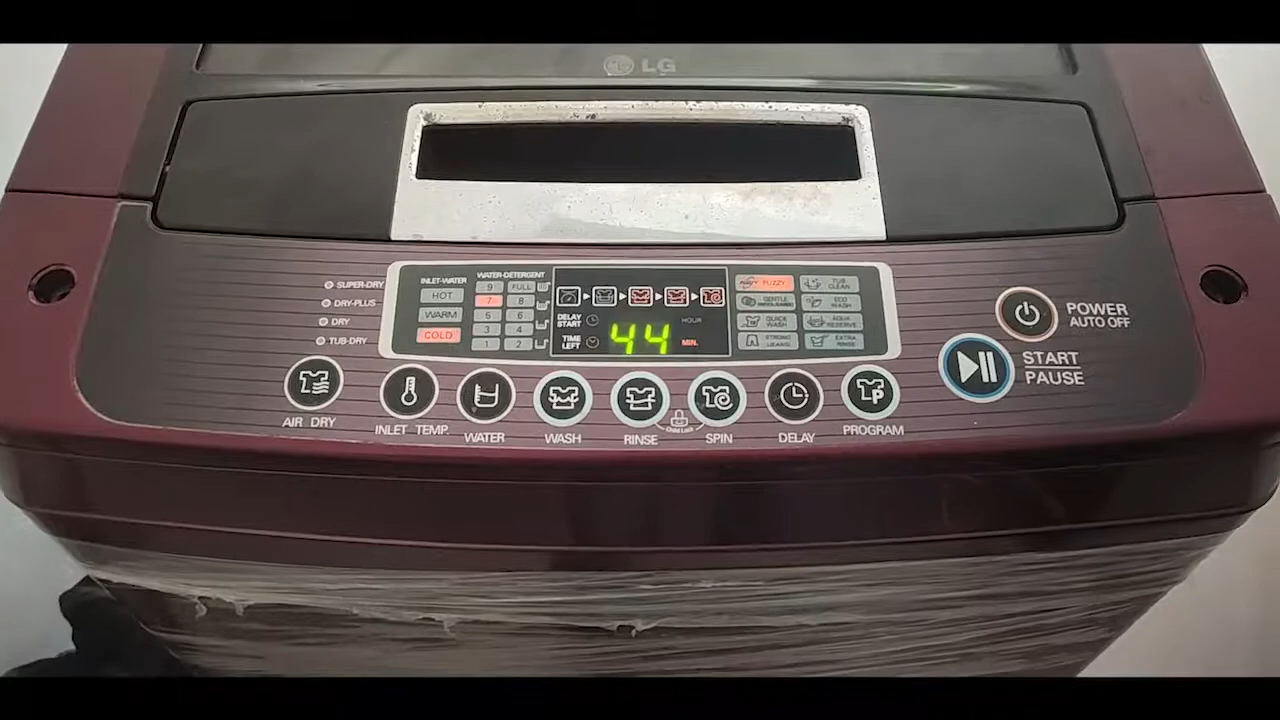 LG
SUPER-DRY
DRY-PLUS
DRY
TUB-DRY
INLET-WATER
HOT
WARM
COLD
WATER-DETERGENT
9 FULL
7 8
5 6
3 4
1 2
DELAY START
HOUR
TIME LEFT
44
MIN.
FUZZY
TUB CLEAN
GENTLE
ECO WASH
QUICK WASH
AQUA RESERVE
STRONG (JEANS)
EXTRA RINSE
POWER
AUTO OFF
START
PAUSE
AIR DRY
INLET TEMP.
WATER
WASH
RINSE
Child Lock
SPIN
DELAY
PROGRAM
P